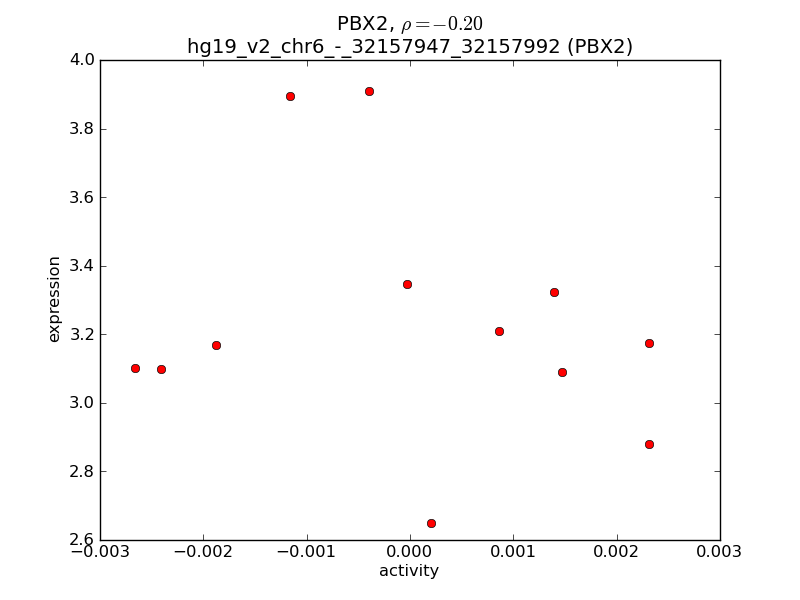 PBX2, ρ = −0.20
hg19_v2_chr6_-_32157947_32157992 (PBX2)
4.0
3.8
3.6
3.4
3.2
3.0
2.8
2.6
expression
−0.003 −0.002 −0.001 0.000 0.001 0.002 0.003
activity